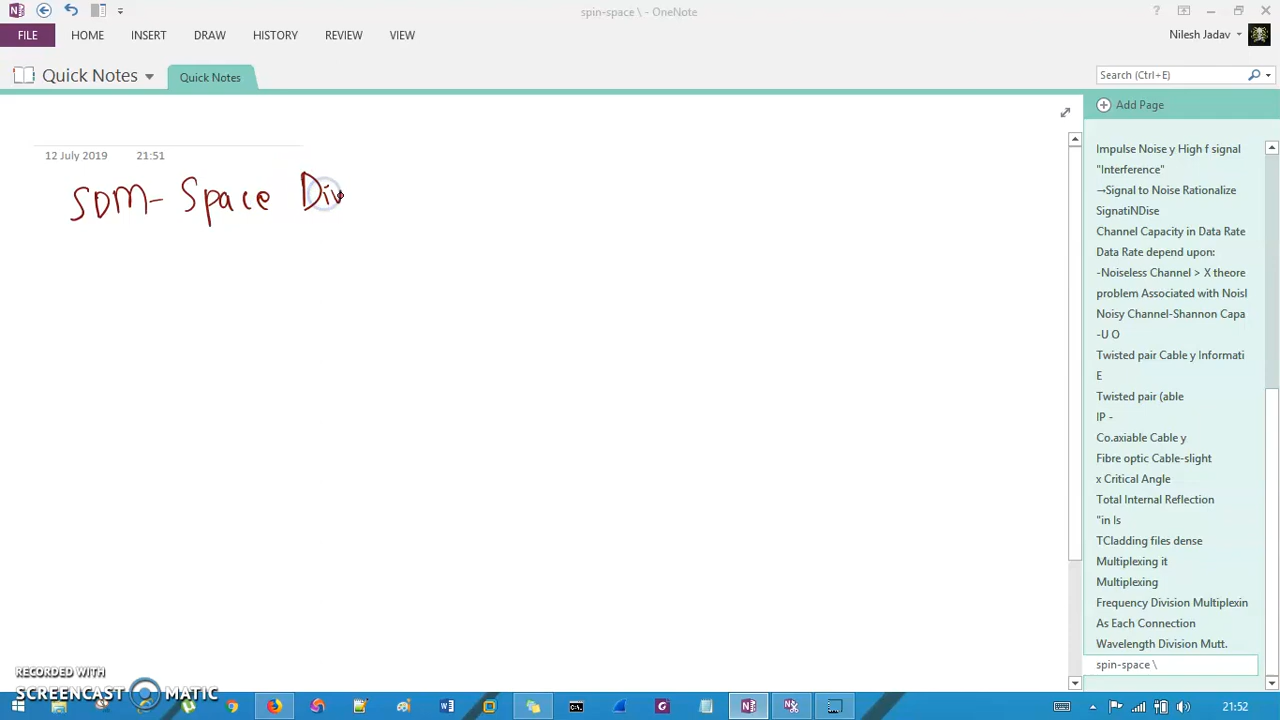 spin-space \ - OneNote
FILE HOME INSERT DRAW HISTORY REVIEW VIEW
Nilesh Jadav
Quick Notes
Quick Notes
Search (Ctrl+E)
Add Page
12 July 2019 21:51
SDM- Space Div
Impulse Noise y High f signal
"Interference"
→Signal to Noise Rationalize
SignatiNDise
Channel Capacity in Data Rate
Data Rate depend upon:
-Noiseless Channel > X theore
problem Associated with Noisl
Noisy Channel-Shannon Capa
-U O
Twisted pair Cable y Informati
E
Twisted pair (able
IP -
Co.axiable Cable y
Fibre optic Cable-slight
x Critical Angle
Total Internal Reflection
"in Is
TCladding files dense
Multiplexing it
Multiplexing
Frequency Division Multiplexin
As Each Connection
Wavelength Division Mutt.
spin-space \
RECORDED WITH
SCREENCAST MATIC
21:52